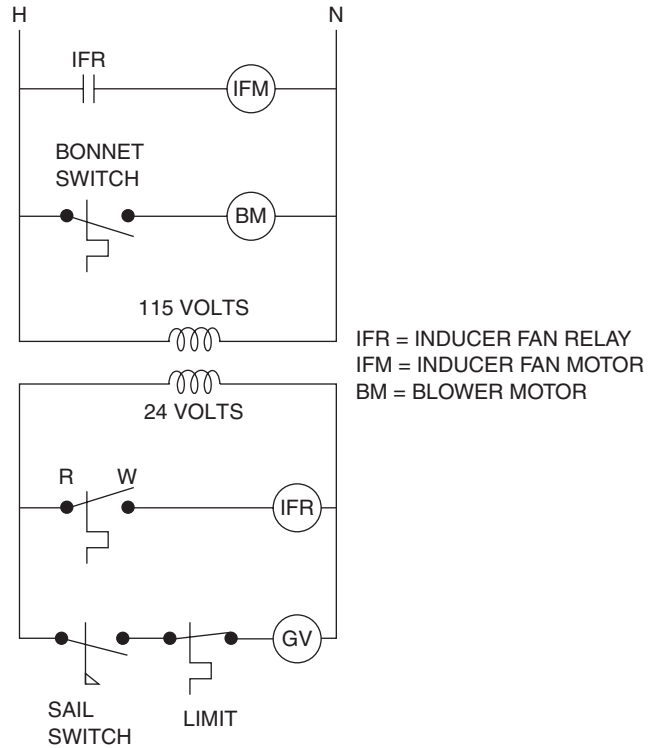 H N
IFR
IFM
BONNET
SWITCH
BM
115 VOLTS
IFR = INDUCER FAN RELAY
IFM = INDUCER FAN MOTOR
BM = BLOWER MOTOR
24 VOLTS
R W
IFR
GV
SAIL
SWITCH
LIMIT